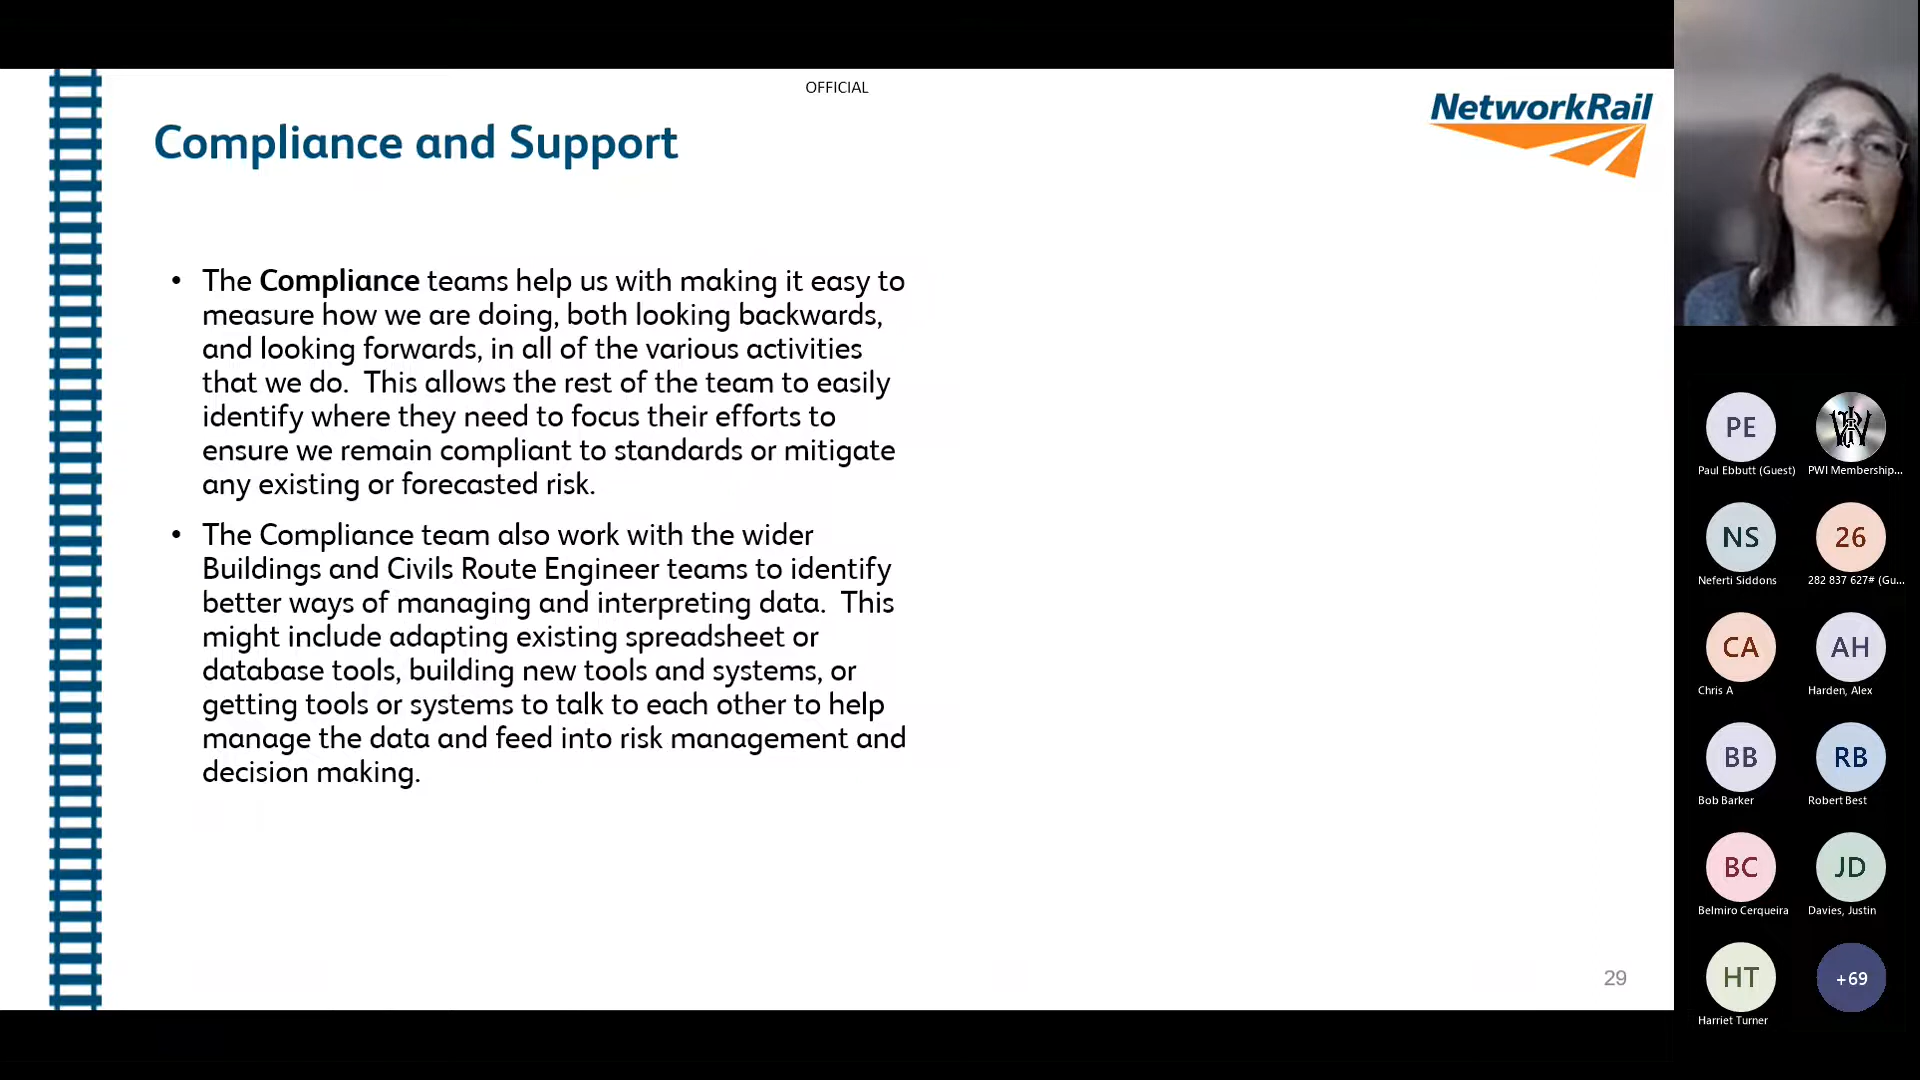 OFFICIAL
Compliance and Support
NetworkRail
• The Compliance teams help us with making it easy to
measure how we are doing, both looking backwards,
and looking forwards, in all of the various activities
that we do.  This allows the rest of the team to easily
identify where they need to focus their efforts to
ensure we remain compliant to standards or mitigate
any existing or forecasted risk.
• The Compliance team also work with the wider
Buildings and Civils Route Engineer teams to identify
better ways of managing and interpreting data.  This
might include adapting existing spreadsheet or
database tools, building new tools and systems, or
getting tools or systems to talk to each other to help
manage the data and feed into risk management and
decision making.
29
PE
Paul Ebbutt (Guest)
PWI Membership...
NS
Neferti Siddons
26
282 837 627# (Gu...
CA
Chris A
AH
Harden, Alex
BB
Bob Barker
RB
Robert Best
BC
Belmiro Cerqueira
JD
Davies, Justin
HT
Harriet Turner
+69